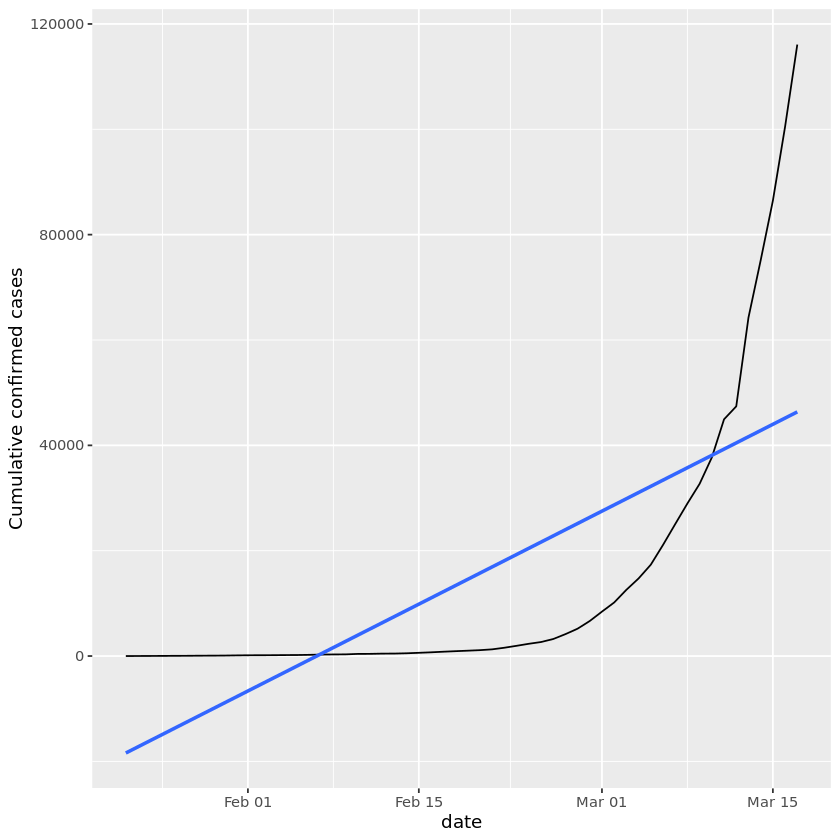 120000
80000
40000
0
Cumulative confirmed cases
Feb 01
Feb 15
Mar 01
Mar 15
date